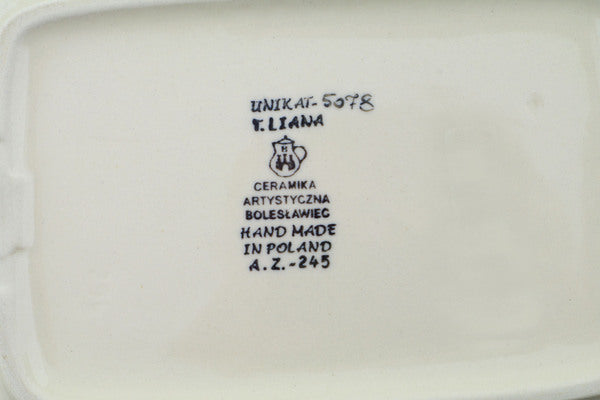 UNIKAT-5078
T.LIANA
B
CERAMIKA
ARTYSTYCZNA
BOLESŁAWIEC
HAND MADE
IN POLAND
A.Z.-245